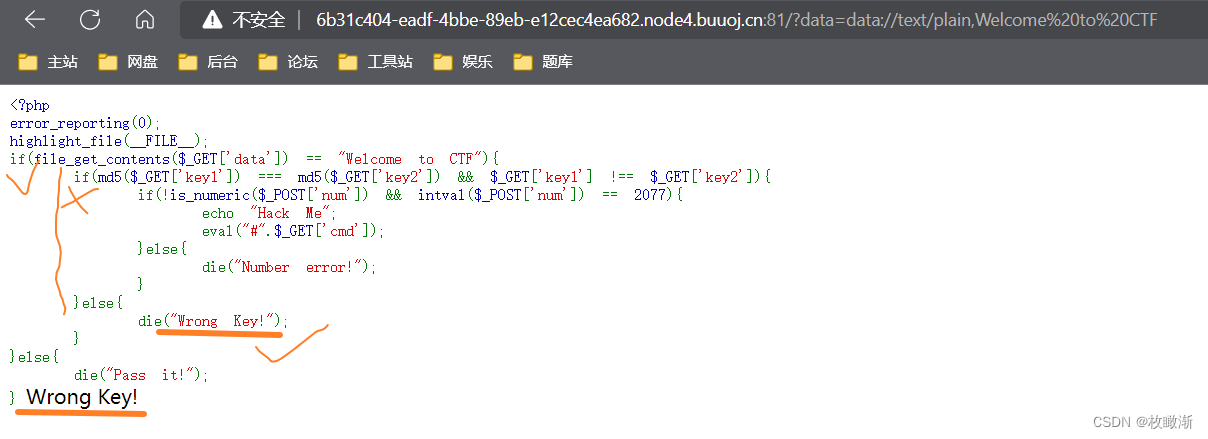 不安全 6b31c404-eadf-4bbe-89eb-e12cec4ea682.node4.buuoj.cn:81/?data=data://text/plain,Welcome%20to%20CTF
主站 网盘 后台 论坛 工具站 娱乐 题库
<?php
error_reporting(0);
highlight_file(__FILE__);
if(file_get_contents($_GET['data']) == "Welcome to CTF"){
if(md5($_GET['key1']) === md5($_GET['key2']) && $_GET['key1'] !== $_GET['key2']){
if(!is_numeric($_POST['num']) && intval($_POST['num']) == 2077){
echo "Hack Me";
eval("#".$_GET['cmd']);
}else{
die("Number error!");
}
}else{
die("Wrong Key!");
}
}else{
die("Pass it!");
} Wrong Key!
CSDN @枚瞰渐